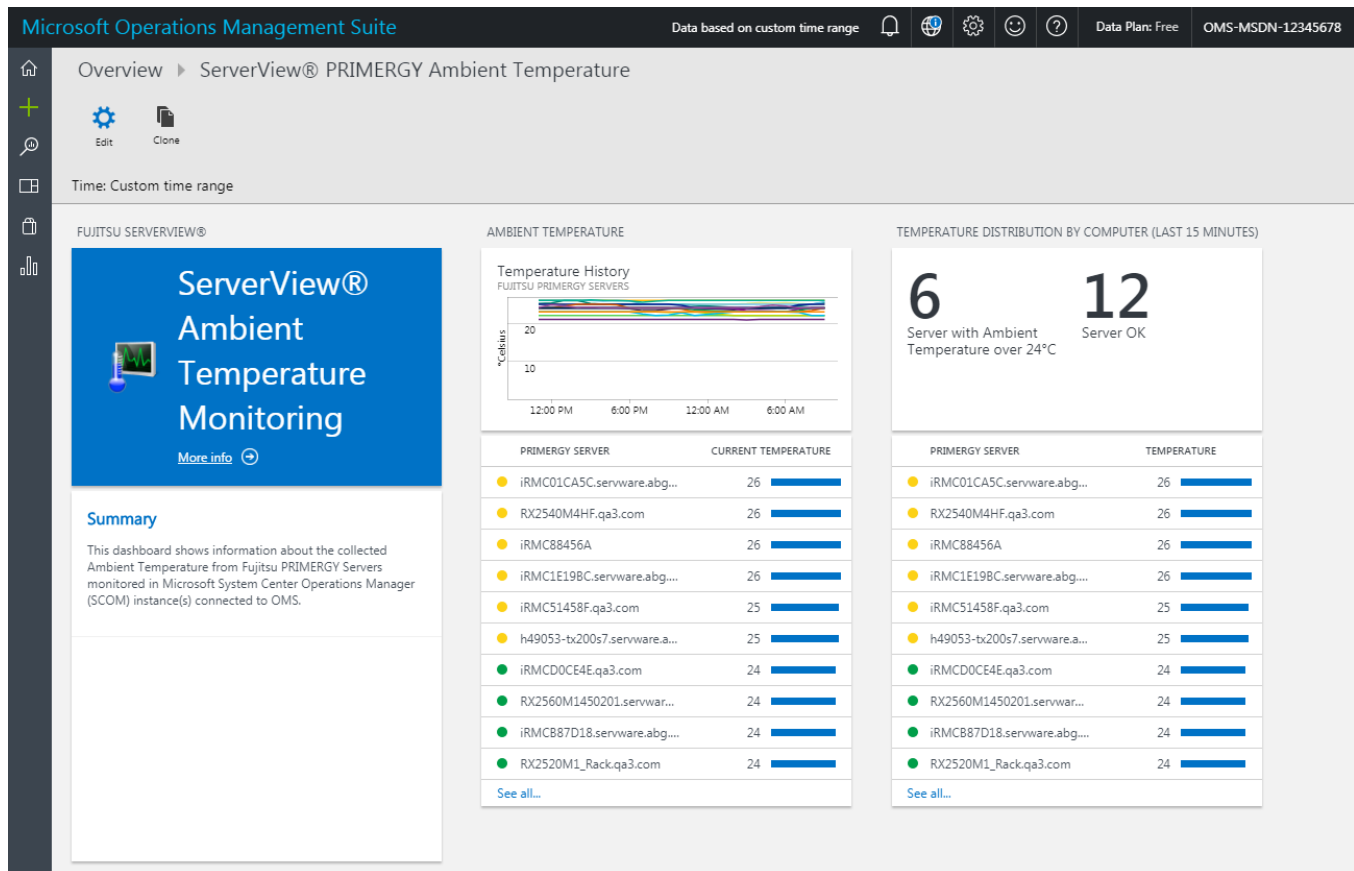 Microsoft Operations Management Suite
Data based on custom time range
Data Plan: Free
OMS-MSDN-12345678
Overview
ServerView® PRIMERGY Ambient Temperature
Edit
Clone
Time: Custom time range
FUJITSU SERVERVIEW®
ServerView®
Ambient
Temperature
Monitoring
More info
Summary
This dashboard shows information about the collected
Ambient Temperature from Fujitsu PRIMERGY Servers
monitored in Microsoft System Center Operations Manager
(SCOM) instance(s) connected to OMS.
AMBIENT TEMPERATURE
Temperature History
FUJITSU PRIMERGY SERVERS
°Celsius
20
10
12:00 PM 6:00 PM 12:00 AM 6:00 AM
PRIMERGY SERVER CURRENT TEMPERATURE
iRMC01CA5C.servware.abg... 26
RX2540M4HF.qa3.com 26
iRMC88456A 26
iRMC1E19BC.servware.abg.... 26
iRMC51458F.qa3.com 25
h49053-tx200s7.servware.a... 25
iRMCD0CE4E.qa3.com 24
RX2560M1450201.servwar... 24
iRMCB87D18.servware.abg.... 24
RX2520M1_Rack.qa3.com 24
See all...
TEMPERATURE DISTRIBUTION BY COMPUTER (LAST 15 MINUTES)
6
Server with Ambient
Temperature over 24°C
12
Server OK
PRIMERGY SERVER TEMPERATURE
iRMC01CA5C.servware.abg... 26
RX2540M4HF.qa3.com 26
iRMC88456A 26
iRMC1E19BC.servware.abg.... 26
iRMC51458F.qa3.com 25
h49053-tx200s7.servware.a... 25
iRMCD0CE4E.qa3.com 24
RX2560M1450201.servwar... 24
iRMCB87D18.servware.abg.... 24
RX2520M1_Rack.qa3.com 24
See all...